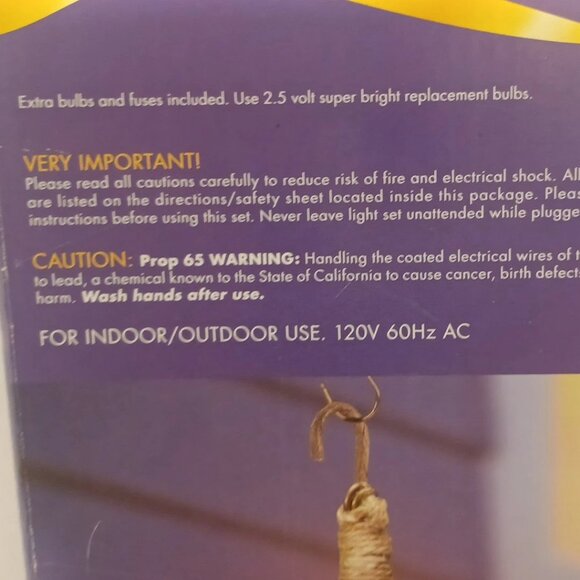 Extra bulbs and fuses included. Use 2.5 volt super bright replacement bulbs.
VERY IMPORTANT!
Please read all cautions carefully to reduce risk of fire and electrical shock. All
are listed on the directions/safety sheet located inside this package. Pleas
instructions before using this set. Never leave light set unattended while plugge
CAUTION: Prop 65 WARNING: Handling the coated electrical wires of t
to lead, a chemical known to the State of California to cause cancer, birth defects
harm. Wash hands after use.
FOR INDOOR/OUTDOOR USE. 120V 60Hz AC